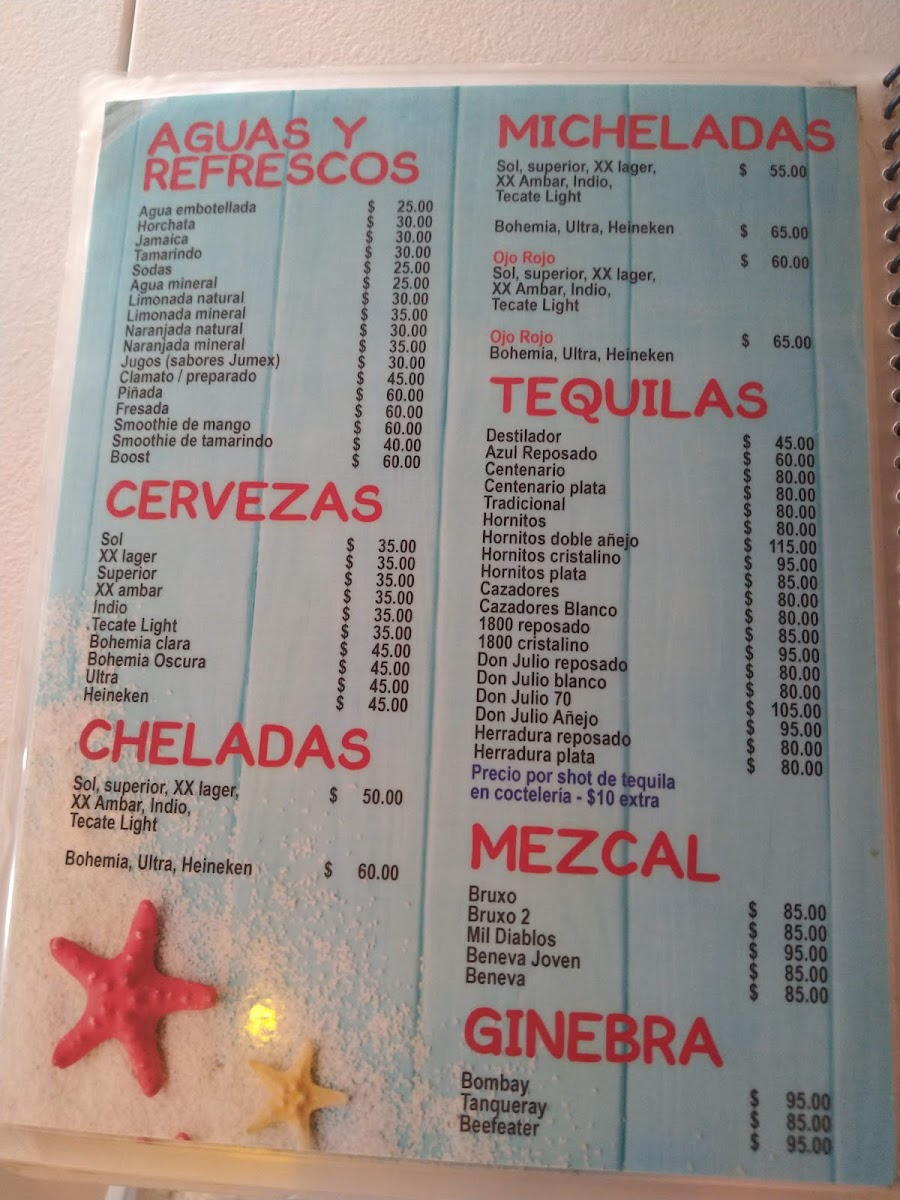 AGUAS Y
REFRESCOS
Agua embotellada $ 25.00
Horchata $ 30.00
Jamaica $ 30.00
Tamarindo $ 30.00
Sodas $ 25.00
Agua mineral $ 25.00
Limonada natural $ 30.00
Limonada mineral $ 35.00
Naranjada natural $ 30.00
Naranjada mineral $ 35.00
Jugos (sabores Jumex) $ 30.00
Clamato / preparado $ 45.00
Piñada $ 60.00
Fresada $ 60.00
Smoothie de mango $ 60.00
Smoothie de tamarindo $ 40.00
Boost $ 60.00
CERVEZAS
Sol $ 35.00
XX lager $ 35.00
Superior $ 35.00
XX ambar $ 35.00
Indio $ 35.00
Tecate Light $ 35.00
Bohemia clara $ 45.00
Bohemia Oscura $ 45.00
Ultra $ 45.00
Heineken $ 45.00
CHELADAS
Sol, superior, XX lager, $ 50.00
XX Ambar, Indio,
Tecate Light
Bohemia, Ultra, Heineken $ 60.00
MICHELADAS
Sol, superior, XX lager, $ 55.00
XX Ambar, Indio,
Tecate Light
Bohemia, Ultra, Heineken $ 65.00
Ojo Rojo $ 60.00
Sol, superior, XX lager,
XX Ambar, Indio,
Tecate Light
Ojo Rojo $ 65.00
Bohemia, Ultra, Heineken
TEQUILAS
Destilador $ 45.00
Azul Reposado $ 60.00
Centenario $ 80.00
Centenario plata $ 80.00
Tradicional $ 80.00
Hornitos $ 80.00
Hornitos doble añejo $ 115.00
Hornitos cristalino $ 95.00
Hornitos plata $ 85.00
Cazadores $ 80.00
Cazadores Blanco $ 80.00
1800 reposado $ 85.00
1800 cristalino $ 95.00
Don Julio reposado $ 80.00
Don Julio blanco $ 80.00
Don Julio 70 $ 105.00
Don Julio Añejo $ 95.00
Herradura reposado $ 80.00
Herradura plata $ 80.00
Precio por shot de tequila
en coctelería - $10 extra
MEZCAL
Bruxo $ 85.00
Bruxo 2 $ 85.00
Mil Diablos $ 95.00
Beneva Joven $ 85.00
Beneva $ 85.00
GINEBRA
Bombay $ 95.00
Tanqueray $ 85.00
Beefeater $ 95.00